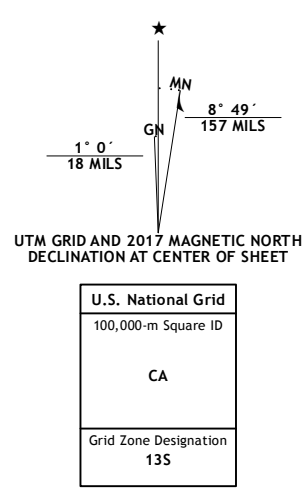 ★
MN
8° 49´
157 MILS
GN
1° 0´
18 MILS
UTM GRID AND 2017 MAGNETIC NORTH
DECLINATION AT CENTER OF SHEET
U.S. National Grid
100,000-m Square ID
CA
Grid Zone Designation
13S